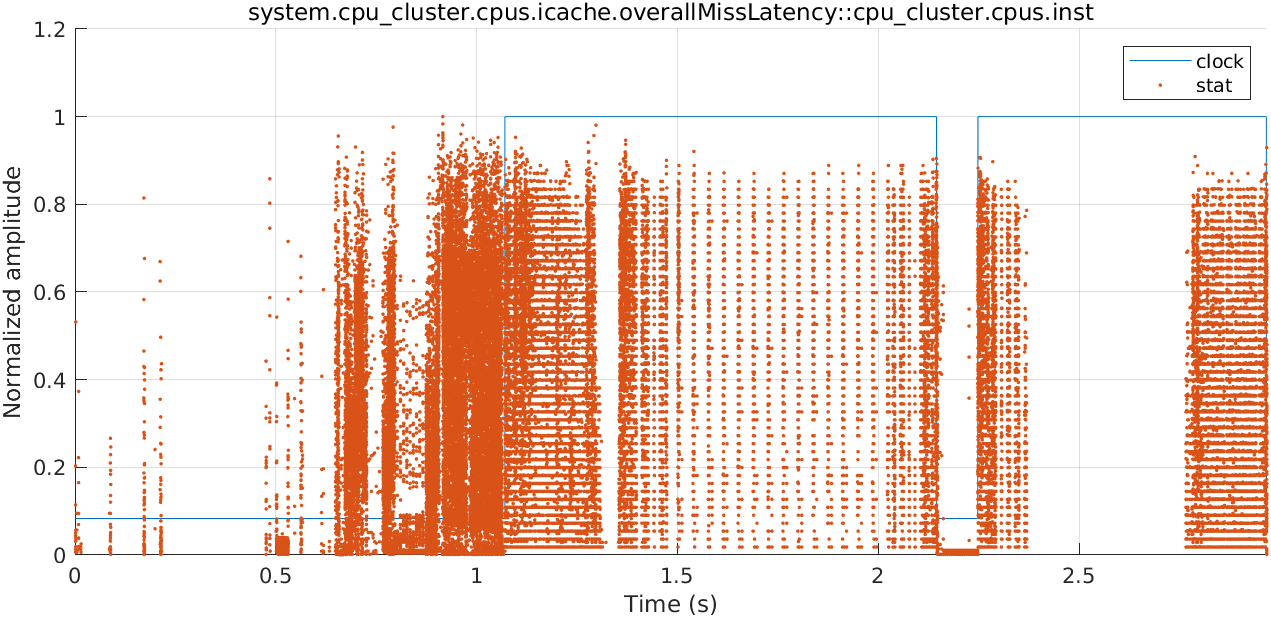 system.cpu_cluster.cpus.icache.overallMissLatency::cpu_cluster.cpus.inst
1.2
1
0.8
0.6
0.4
0.2
0
Normalized amplitude
clock
stat
0 0.5 1 1.5 2 2.5
Time (s)